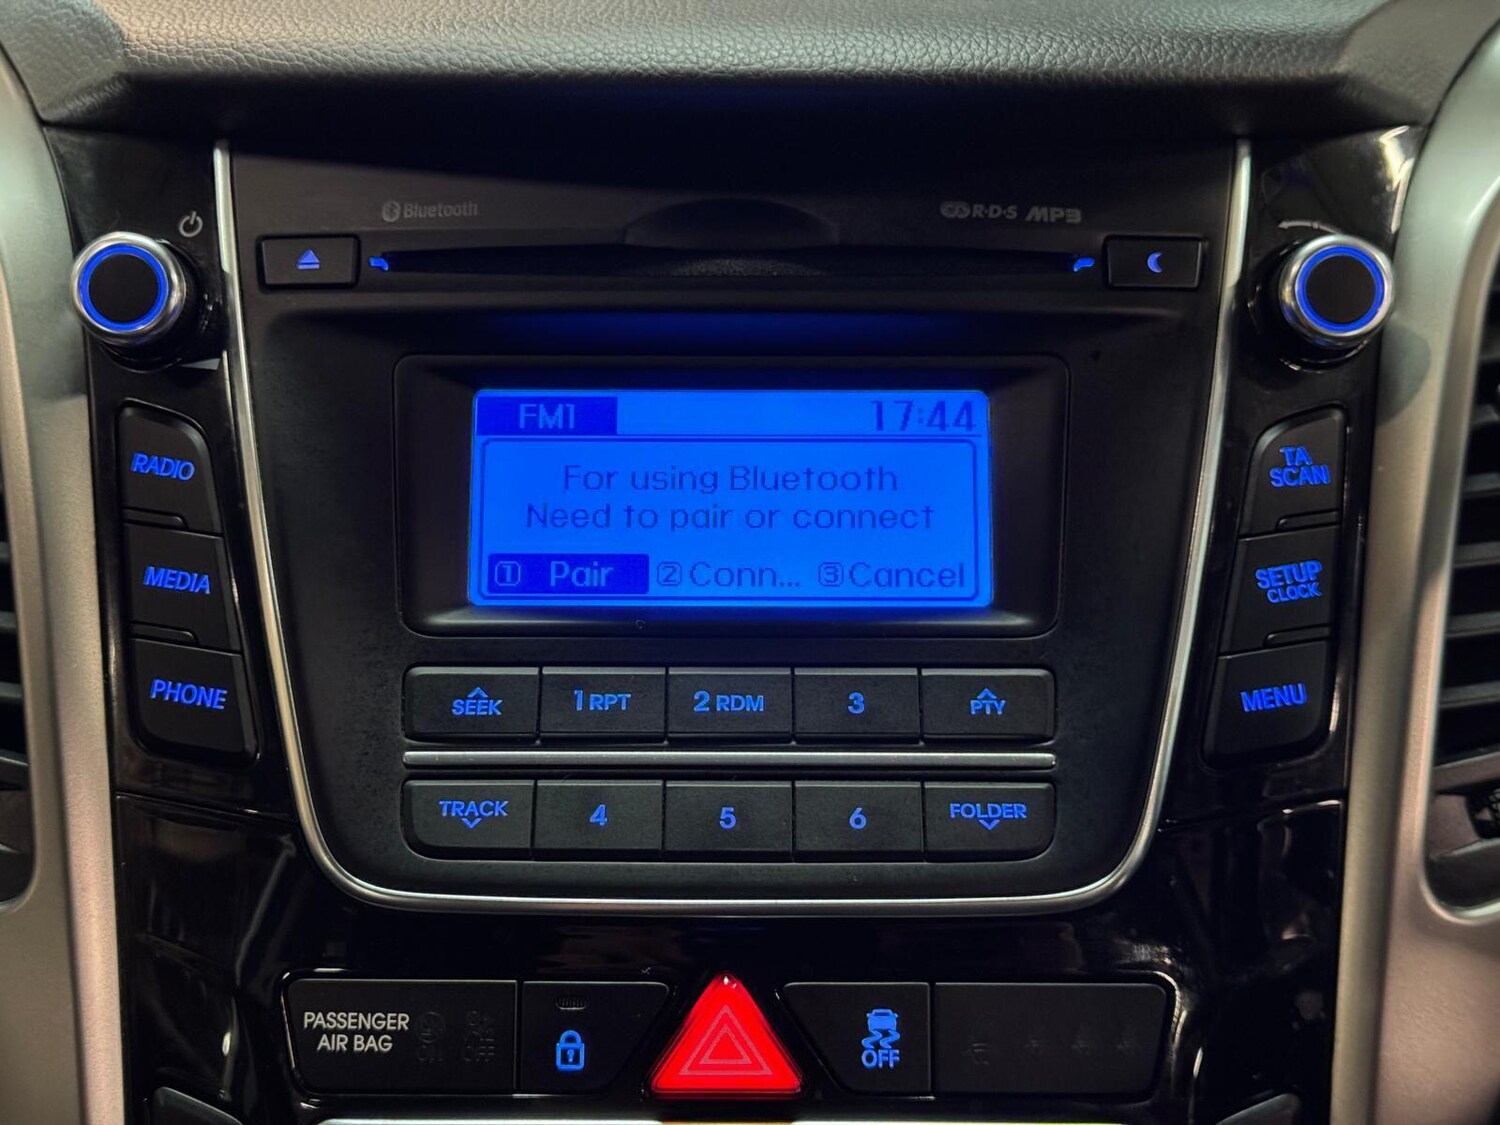 Bluetooth
R·D·S MP3
FM1
17:44
For using Bluetooth
Need to pair or connect
1 Pair
2 Conn...
3 Cancel
RADIO
MEDIA
PHONE
TA
SCAN
SETUP
CLOCK
MENU
SEEK
1 RPT
2 RDM
3
PTY
TRACK
4
5
6
FOLDER
PASSENGER
AIR BAG
ON
OFF
OFF